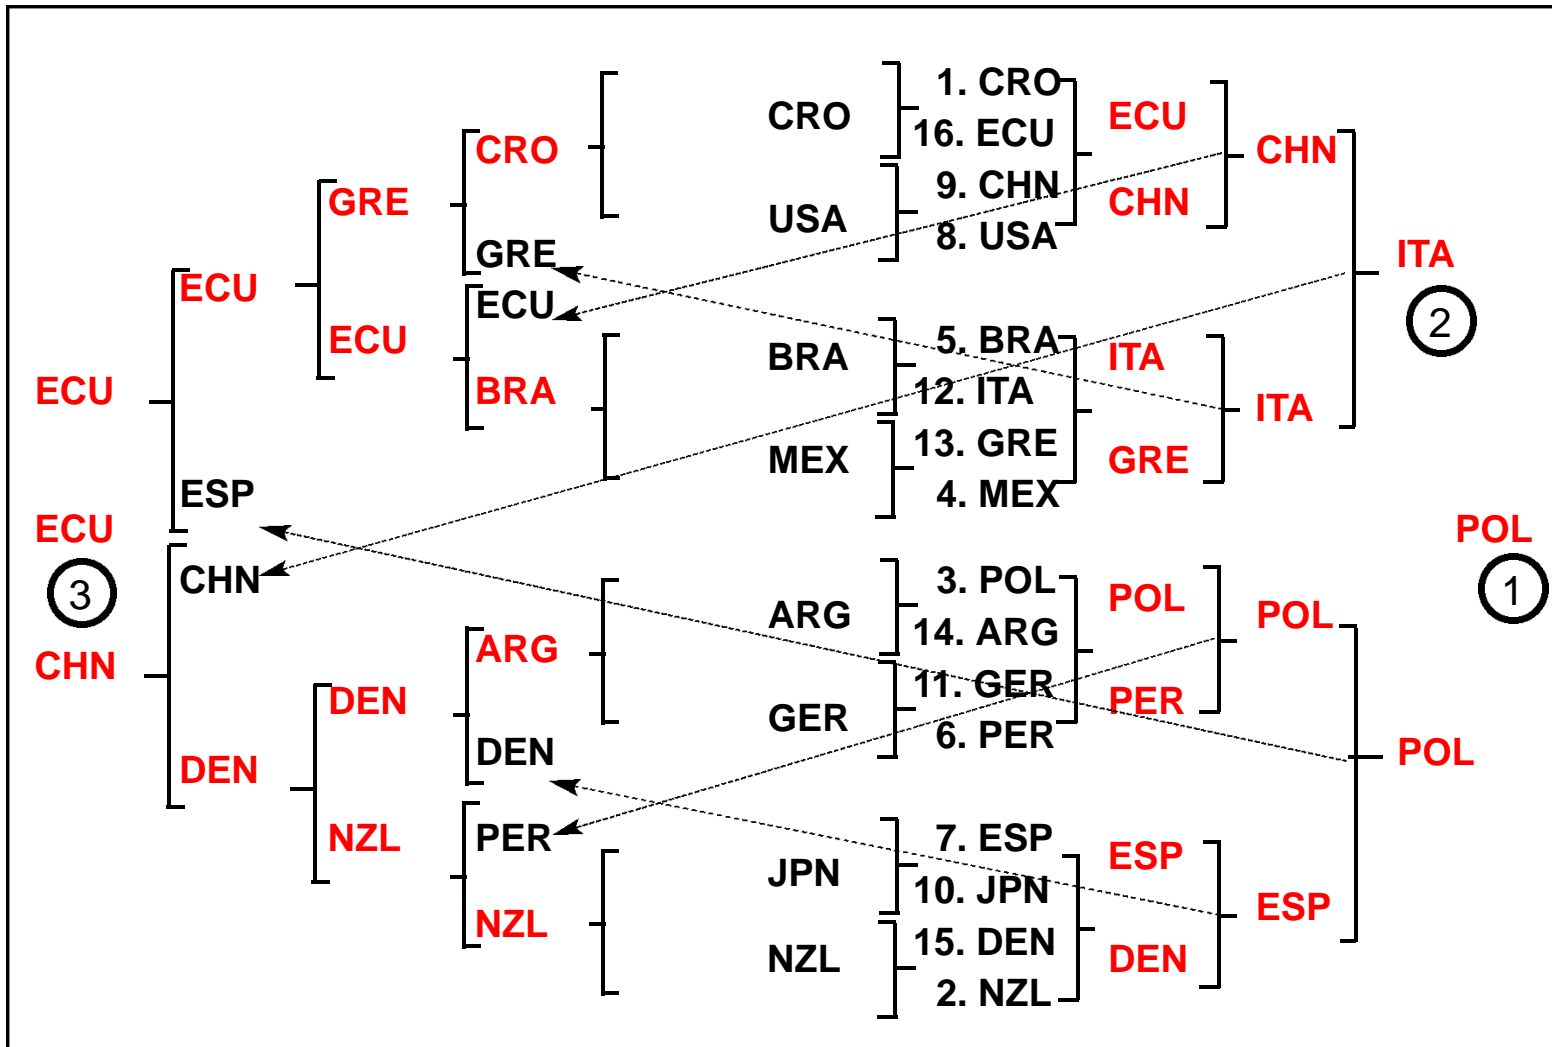 1. CRO
CRO
ECU
16. ECU
CRO
CHN
GRE
9. CHN
CHN
USA
8. USA
GRE
ITA
ECU
ECU
2
ECU
5. BRA
ITA
BRA
ECU
BRA
12. ITA
ITA
13. GRE
MEX
GRE
4. MEX
ESP
ECU
POL
CHN
3. POL
3
1
POL
ARG
POL
14. ARG
ARG
CHN
11. GER
DEN
PER
GER
6. PER
DEN
POL
DEN
NZL
PER
7. ESP
ESP
JPN
10. JPN
ESP
NZL
15. DEN
NZL
DEN
2. NZL